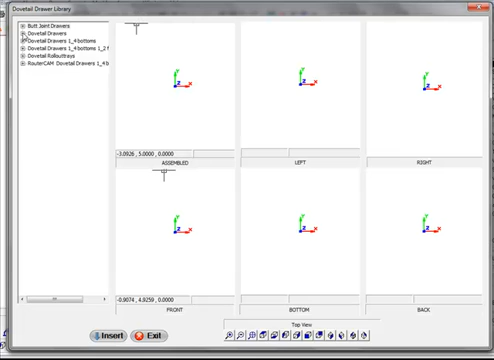 Dovetail Drawer Library
Butt Joint Drawers
Dovetail Drawers
Dovetail Drawers 1_4 bottoms
Dovetail Drawers 1_4 bottoms 1_2 f
Dovetail Rollouttrays
RouterCAM Dovetail Drawers 1_4 b
Y
X
Z
Y
X
Z
Y
X
Z
-3.0926 , 5.0000 , 0.0000
ASSEMBLED
LEFT
RIGHT
Y
X
Z
Y
X
Z
Y
X
Z
-0.9074 , 4.9259 , 0.0000
FRONT
BOTTOM
BACK
Top View
Insert
Exit